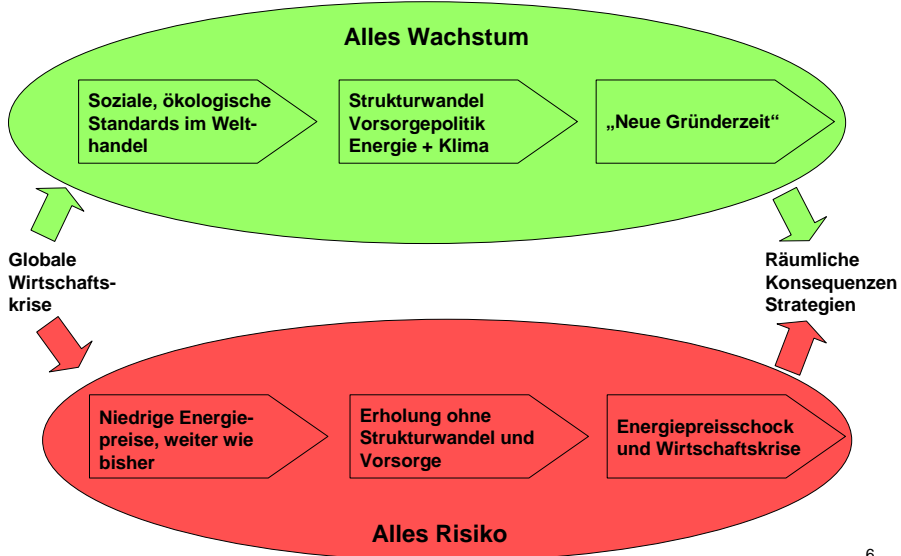 Alles Wachstum
Soziale, ökologische
Standards im Welt-
handel
Strukturwandel
Vorsorgepolitik
Energie + Klima
„Neue Gründerzeit“
Globale
Wirtschafts-
krise
Räumliche
Konsequenzen
Strategien
Niedrige Energie-
preise, weiter wie
bisher
Erholung ohne
Strukturwandel und
Vorsorge
Energiepreisschock
und Wirtschaftskrise
Alles Risiko
6